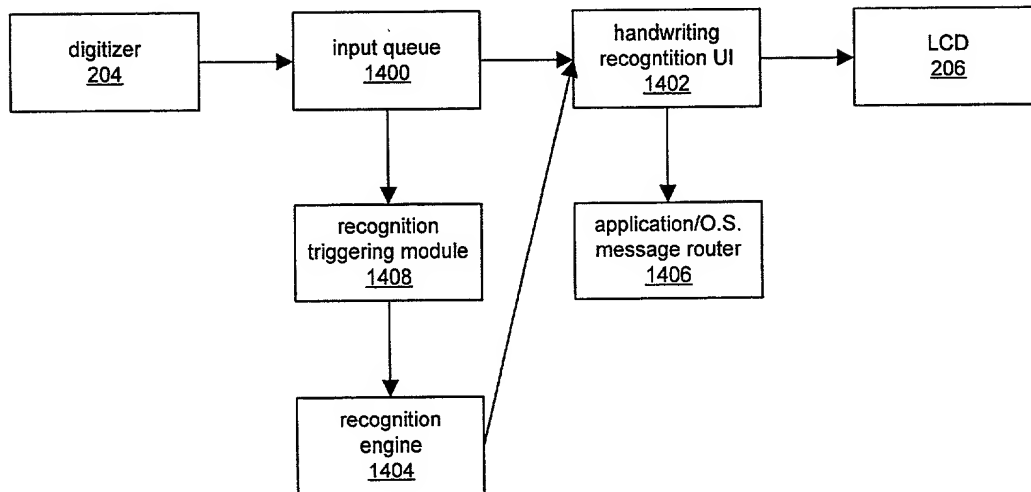 digitizer
204
input queue
1400
handwriting
recogntition UI
1402
LCD
206
recognition
triggering module
1408
application/O.S.
message router
1406
recognition
engine
1404